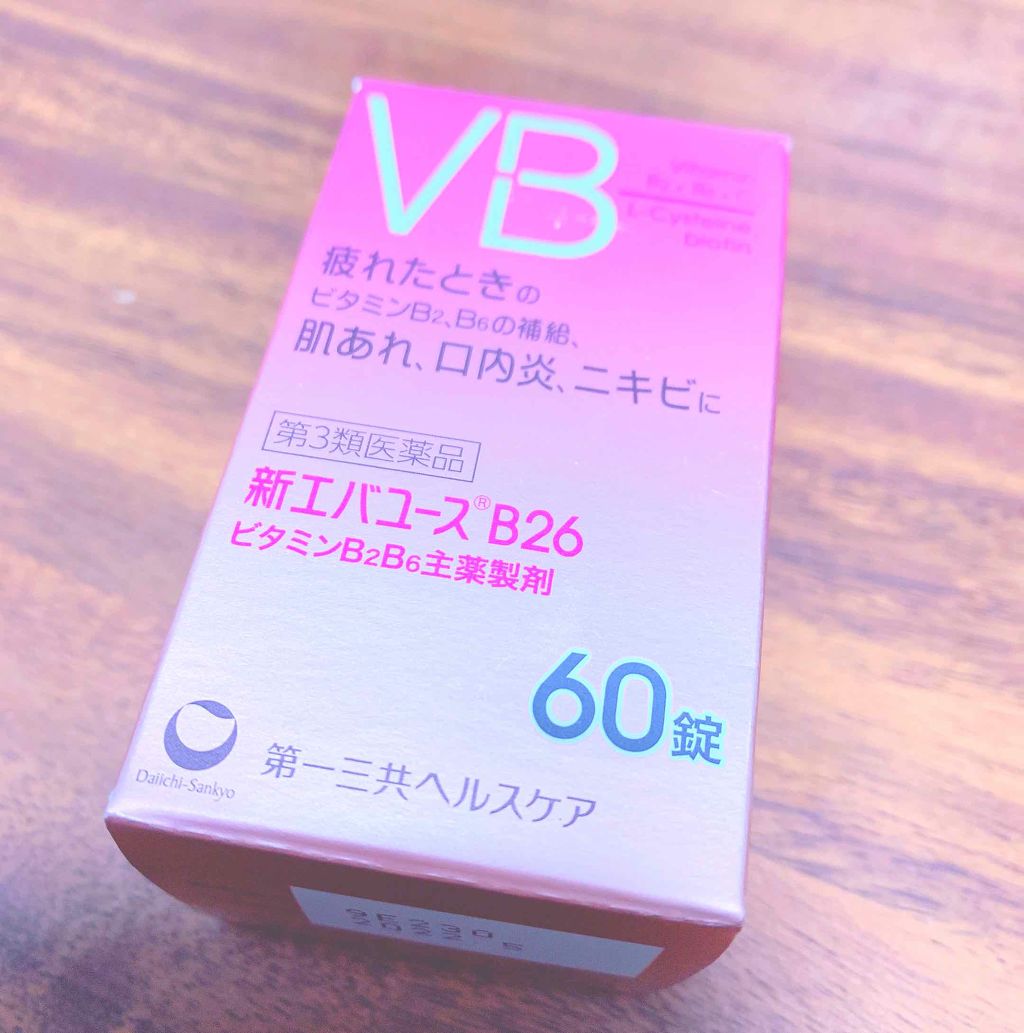 VB
L-Cysteine
biotin
疲れたときの
ビタミンB2、B6の補給、
肌あれ、口内炎、ニキビに
第3類医薬品
新エバユース®B26
ビタミンB2B6主薬製剤
60錠
Daiichi-Sankyo
第一三共ヘルスケア